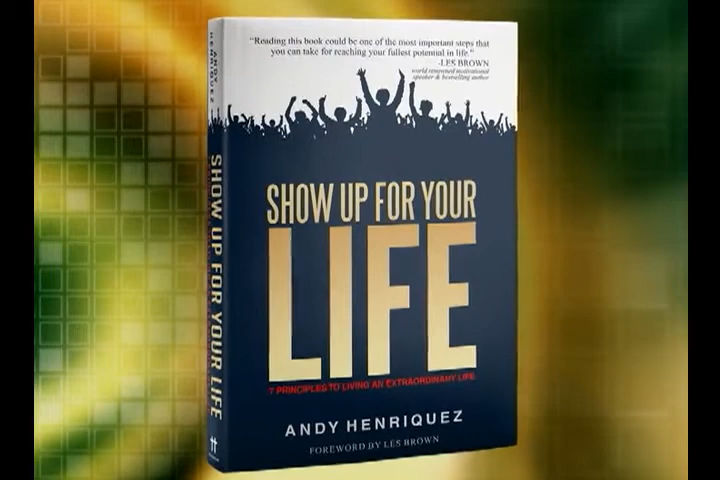 "Reading this book could be one of the most important steps that
you can take for reaching your fullest potential in life."
-LES BROWN
world renowned motivational
speaker & bestselling author
SHOW UP FOR YOUR
LIFE
7 PRINCIPLES TO LIVING AN EXTRAORDINARY LIFE
ANDY HENRIQUEZ
FOREWORD BY LES BROWN
ANDY HENRIQUEZ
SHOW UP FOR YOUR LIFE